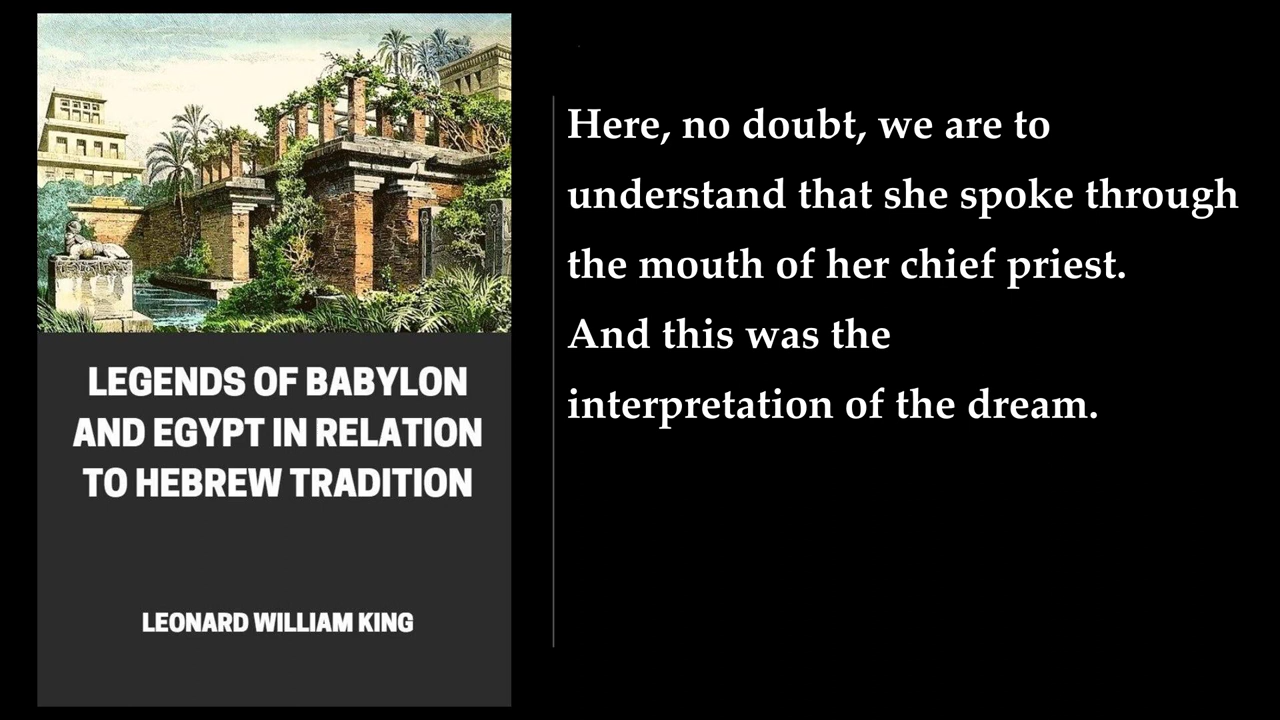 LEGENDS OF BABYLON
AND EGYPT IN RELATION
TO HEBREW TRADITION
LEONARD WILLIAM KING
Here, no doubt, we are to
understand that she spoke through
the mouth of her chief priest.
And this was the
interpretation of the dream.